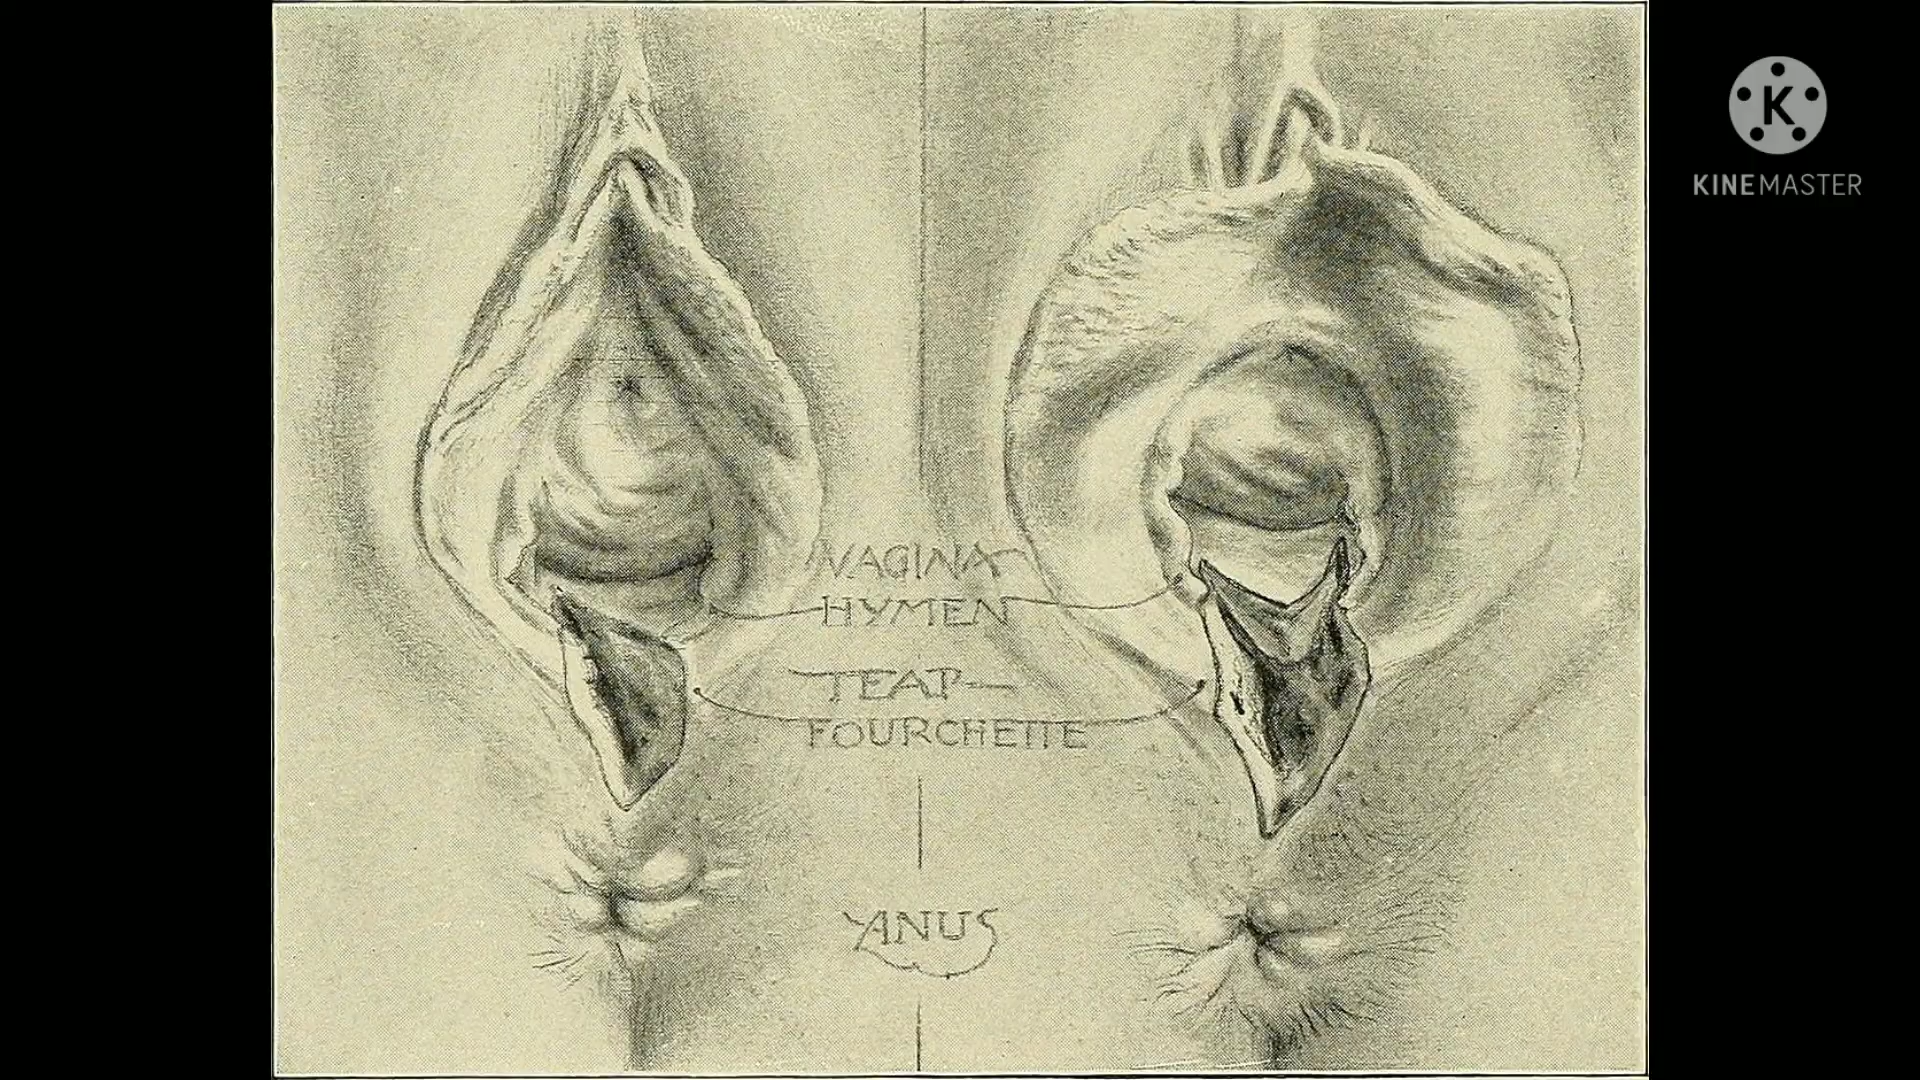 VAGINA
HYMEN
TEAR
FOURCHETTE
ANUS
K
KINEMASTER